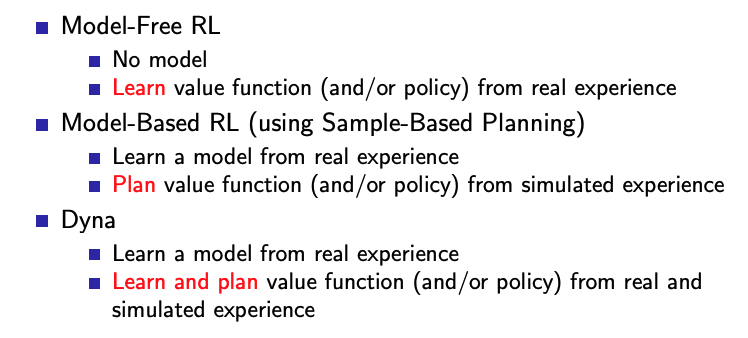 Model-Free RL
No model
Learn value function (and/or policy) from real experience
Model-Based RL (using Sample-Based Planning)
Learn a model from real experience
Plan value function (and/or policy) from simulated experience
Dyna
Learn a model from real experience
Learn and plan value function (and/or policy) from real and
simulated experience